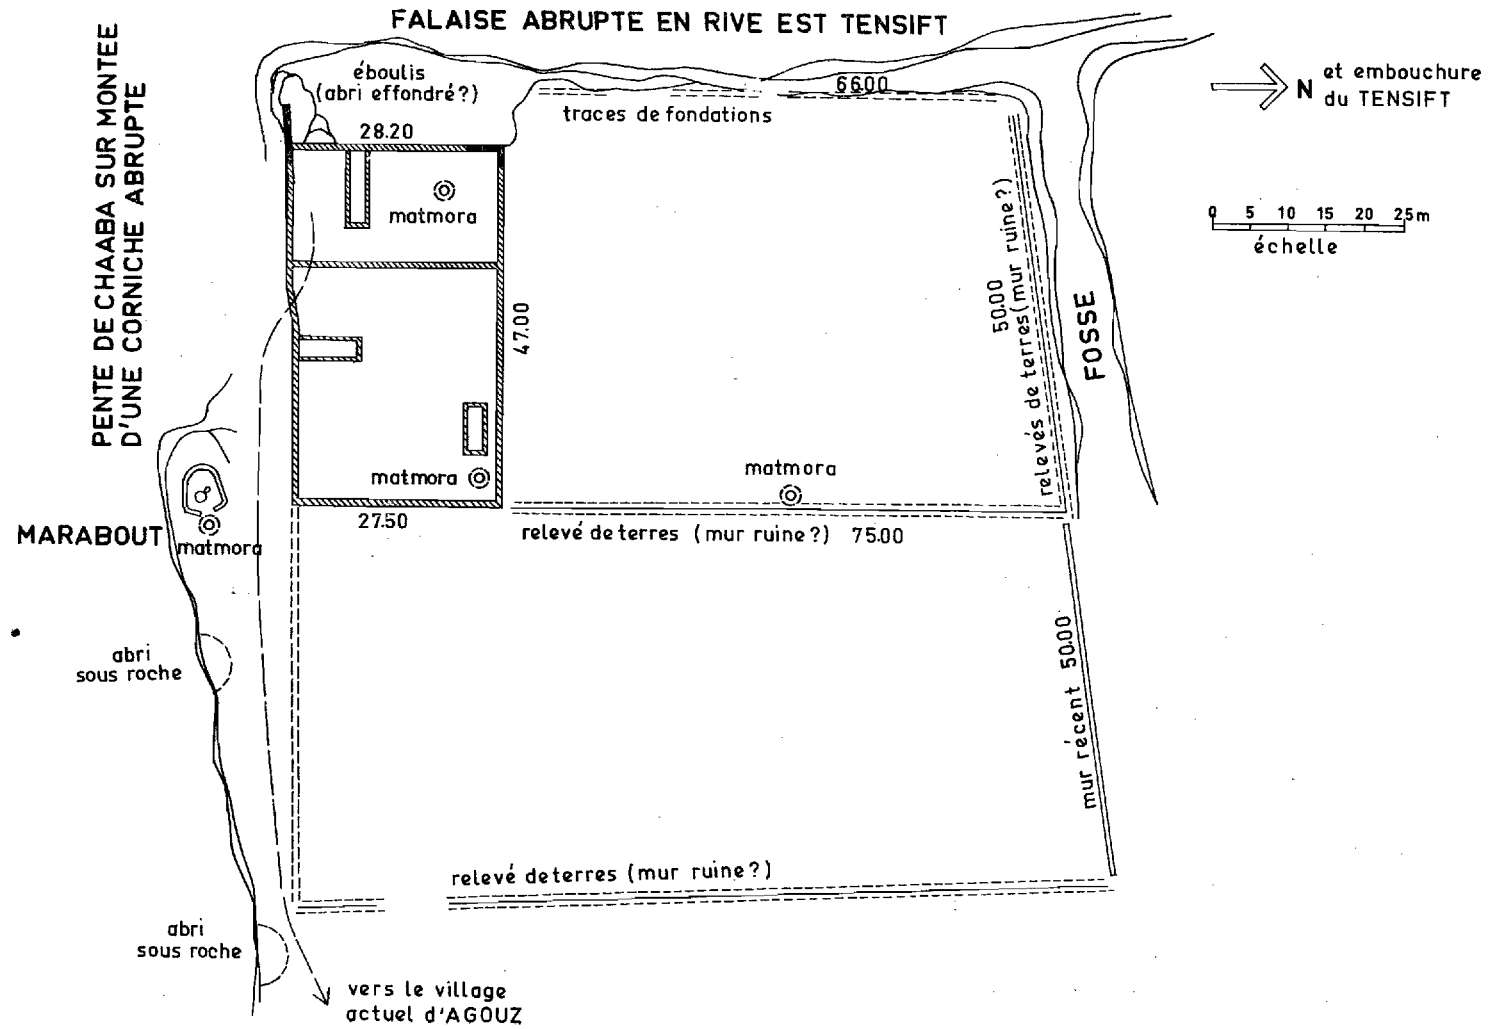 FALAISE ABRUPTE EN RIVE EST TENSIFT
PENTE DE CHAABA SUR MONTEE
D'UNE CORNICHE ABRUPTE
éboulis
(abri effondré?)
28.20
66.00
traces de fondations
N
et embouchure
du TENSIFT
0 5 10 15 20 25m
échelle
matmora
47.00
50.00
relevés de terres (mur ruine?)
FOSSE
matmora
matmora
27.50
relevé de terres (mur ruine?) 75.00
MARABOUT
matmora
abri
sous roche
mur récent 50.00
relevé de terres (mur ruine?)
abri
sous roche
vers le village
actuel d'AGOUZ